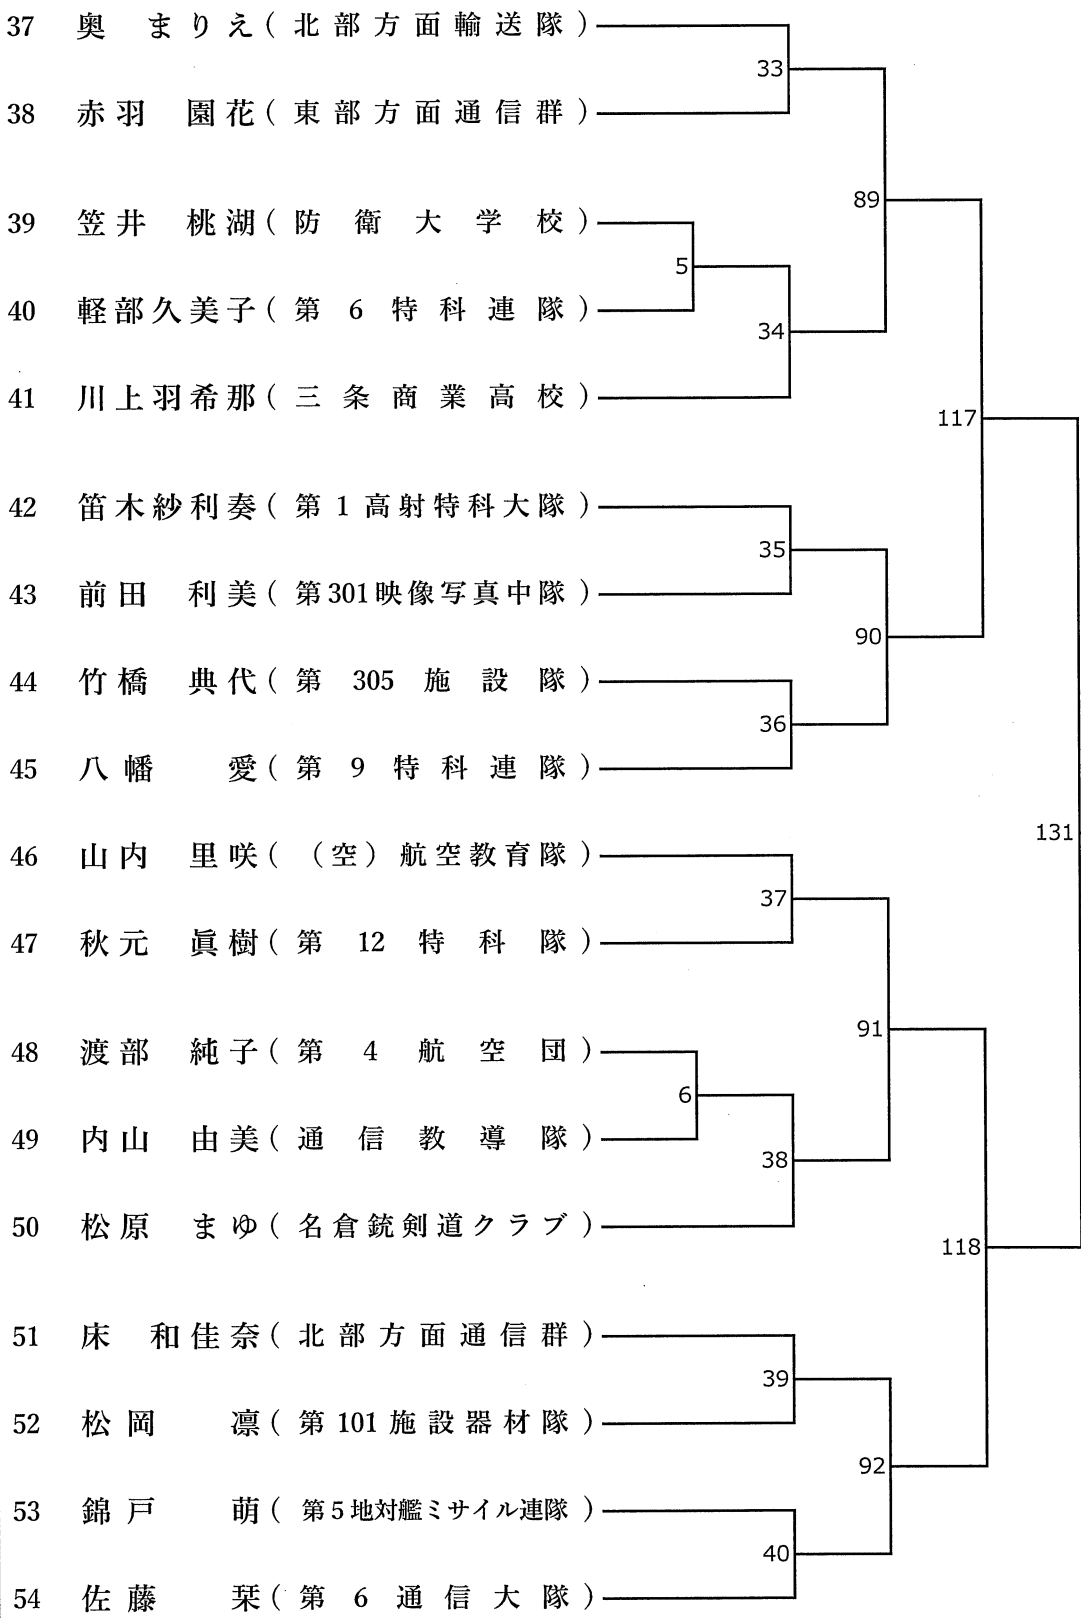 37 奥 まりえ(北部方面輸送隊)
33
38 赤羽 園花(東部方面通信群)
89
39 笠井 桃湖(防衛大学校)
5
40 軽部久美子(第6特科連隊)
34
41 川上羽希那(三条商業高校)
117
42 笛木紗利奏(第1高射特科大隊)
35
43 前田 利美(第301映像写真中隊)
90
44 竹橋 典代(第305施設隊)
36
45 八幡 愛(第9特科連隊)
131
46 山内 里咲((空)航空教育隊)
37
47 秋元 眞樹(第12特科隊)
91
48 渡部 純子(第4航空団)
6
49 内山 由美(通信教導隊)
38
50 松原 まゆ(名倉銃剣道クラブ)
118
51 床 和佳奈(北部方面通信群)
39
52 松岡 凛(第101施設器材隊)
92
53 錦戸 萌(第5地対艦ミサイル連隊)
40
54 佐藤 栞(第6通信大隊)